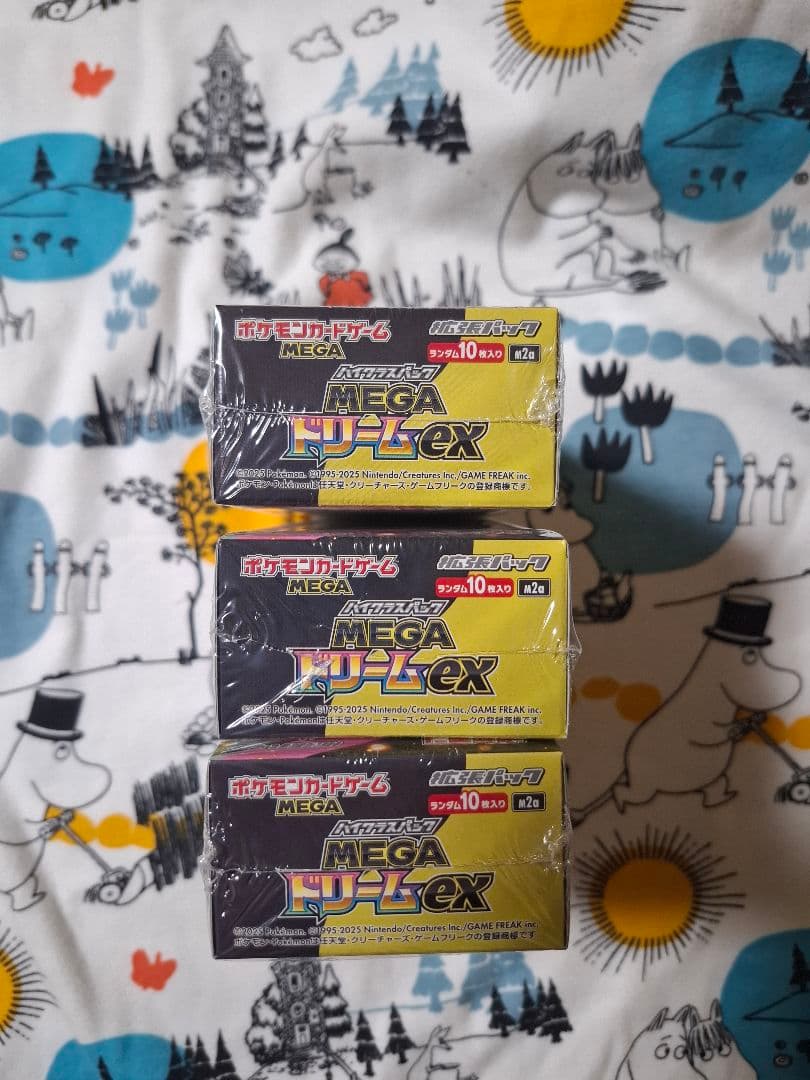 ポケモンカードゲーム 拡張パック
MEGA ランダム10枚入り M2a
ハイクラスパック
MEGA
ドリームex
©2025 Pokémon. ©1995-2025 Nintendo/Creatures Inc./GAME FREAK inc.
ポケモン・Pokémonは任天堂・クリーチャーズ・ゲームフリークの登録商標です。
ポケモンカードゲーム 拡張パック
MEGA ランダム10枚入り M2a
ハイクラスパック
MEGA
ドリームex
©2025 Pokémon. ©1995-2025 Nintendo/Creatures Inc./GAME FREAK inc.
ポケモン・Pokémonは任天堂・クリーチャーズ・ゲームフリークの登録商標です。
ポケモンカードゲーム 拡張パック
MEGA ランダム10枚入り M2a
ハイクラスパック
MEGA
ドリームex
©2025 Pokémon. ©1995-2025 Nintendo/Creatures Inc./GAME FREAK inc.
ポケモン・Pokémonは任天堂・クリーチャーズ・ゲームフリークの登録商標です